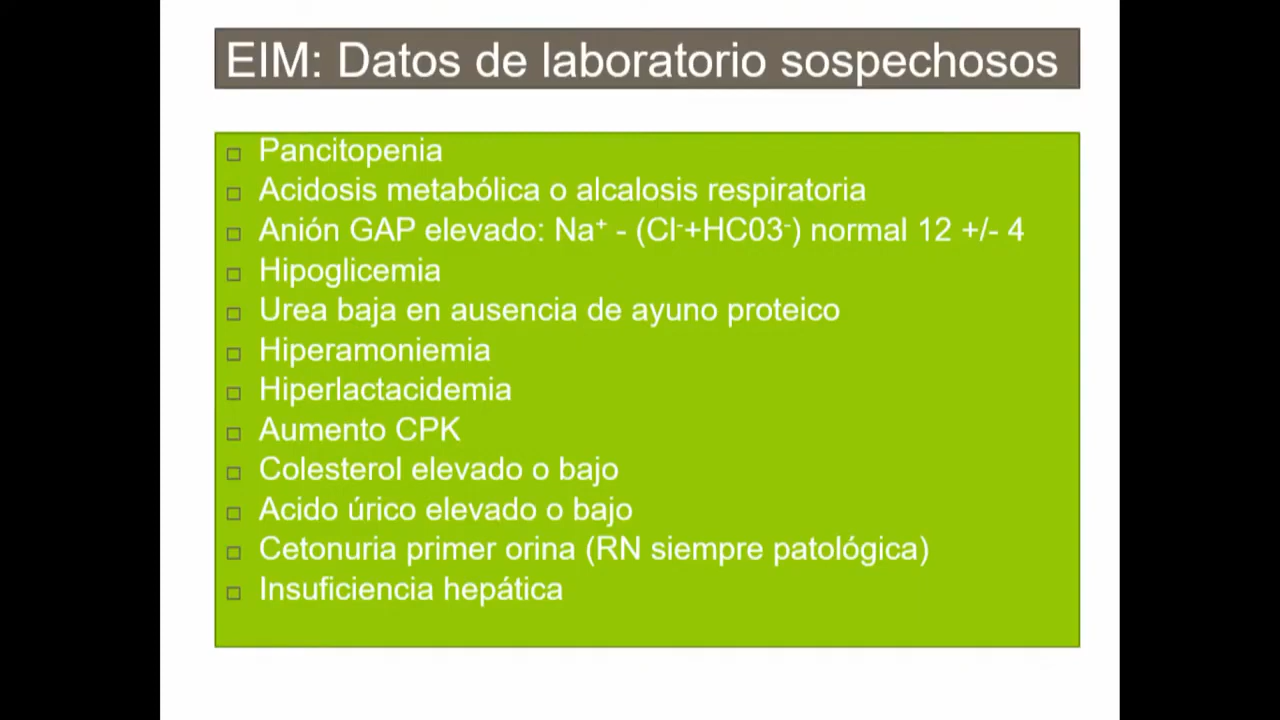 EIM: Datos de laboratorio sospechosos
Pancitopenia
Acidosis metabólica o alcalosis respiratoria
Anión GAP elevado: Na⁺ - (Cl⁻+HC03⁻) normal 12 +/- 4
Hipoglicemia
Urea baja en ausencia de ayuno proteico
Hiperamoniemia
Hiperlactacidemia
Aumento CPK
Colesterol elevado o bajo
Acido úrico elevado o bajo
Cetonuria primer orina (RN siempre patológica)
Insuficiencia hepática